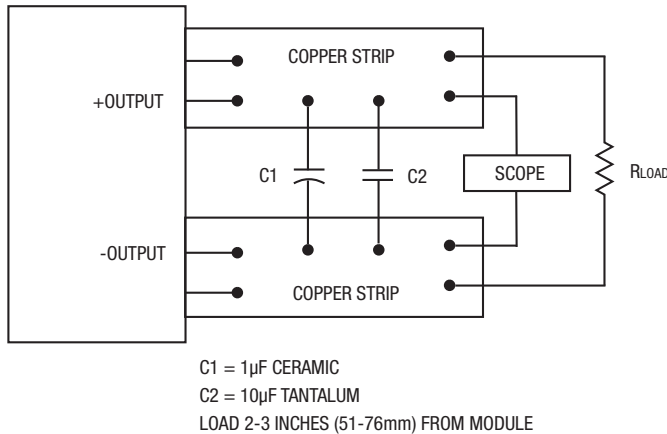 COPPER STRIP
+OUTPUT
C1
C2
SCOPE
RLOAD
-OUTPUT
COPPER STRIP
C1 = 1µF CERAMIC
C2 = 10µF TANTALUM
LOAD 2-3 INCHES (51-76mm) FROM MODULE